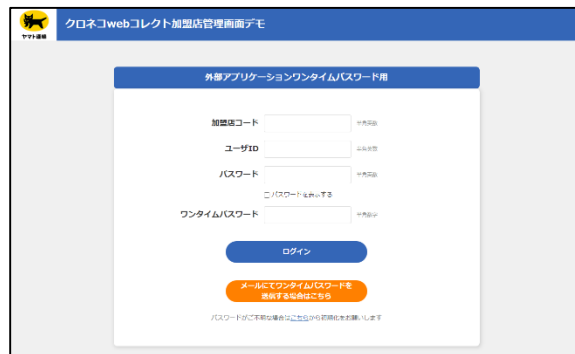 クロネコwebコレクト加盟店管理画面デモ
ヤマト運輸
外部アプリケーションワンタイムパスワード用
加盟店コード 半角英数
ユーザID 半角英数
パスワード 半角英数
パスワードを表示する
ワンタイムパスワード 半角数字
ログイン
メールにてワンタイムパスワードを
送信する場合はこちら
パスワードがご不明な場合はこちらから初期化をお願いします